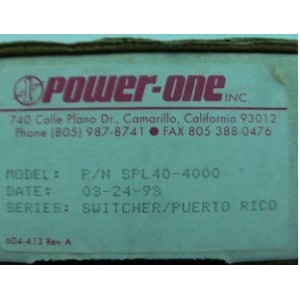 POWER-ONE INC.
740 Calle Plano Dr., Camarillo, California 93012
Phone (805) 987-8741 ● FAX 805 388-0476
MODEL: P/N SPL40-4000
DATE: 03-24-93
SERIES: SWITCHER/PUERTO RICO
604-413 Rev. A